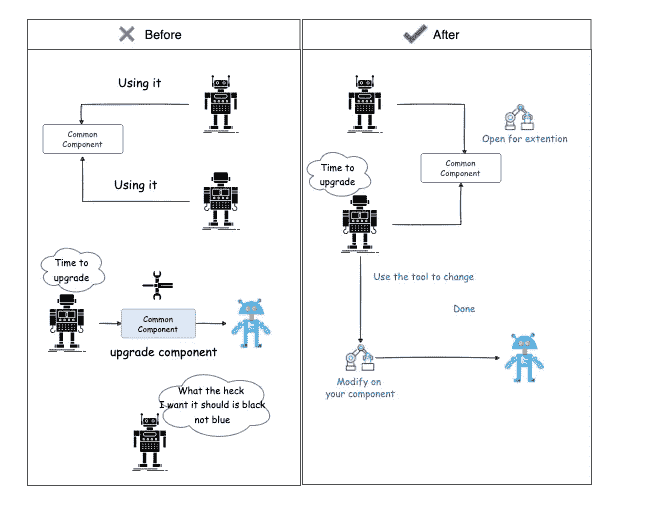 Before
Using it
Common
Component
Using it
Time to
upgrade
Common
Component
upgrade component
What the heck
I want it should is black
not blue
After
Open for extention
Common
Component
Time to
upgrade
Use the tool to change
Done
Modify on
your component